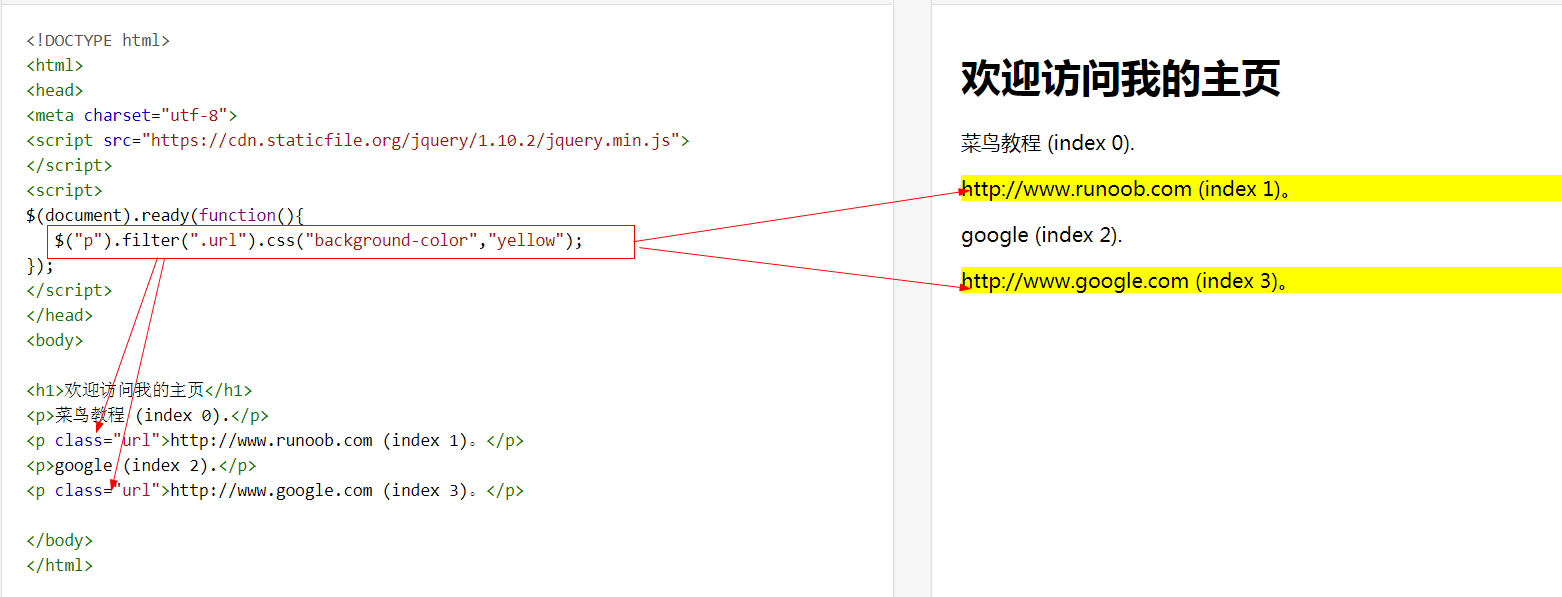 <!DOCTYPE html>
<html>
<head>
<meta charset="utf-8">
<script src="https://cdn.staticfile.org/jquery/1.10.2/jquery.min.js">
</script>
<script>
$(document).ready(function(){
$("p").filter(".url").css("background-color","yellow");
});
</script>
</head>
<body>
<h1>欢迎访问我的主页</h1>
<p>菜鸟教程 (index 0).</p>
<p class="url">http://www.runoob.com (index 1)。</p>
<p>google (index 2).</p>
<p class="url">http://www.google.com (index 3)。</p>
</body>
</html>
欢迎访问我的主页
菜鸟教程 (index 0).
http://www.runoob.com (index 1)。
google (index 2).
http://www.google.com (index 3)。